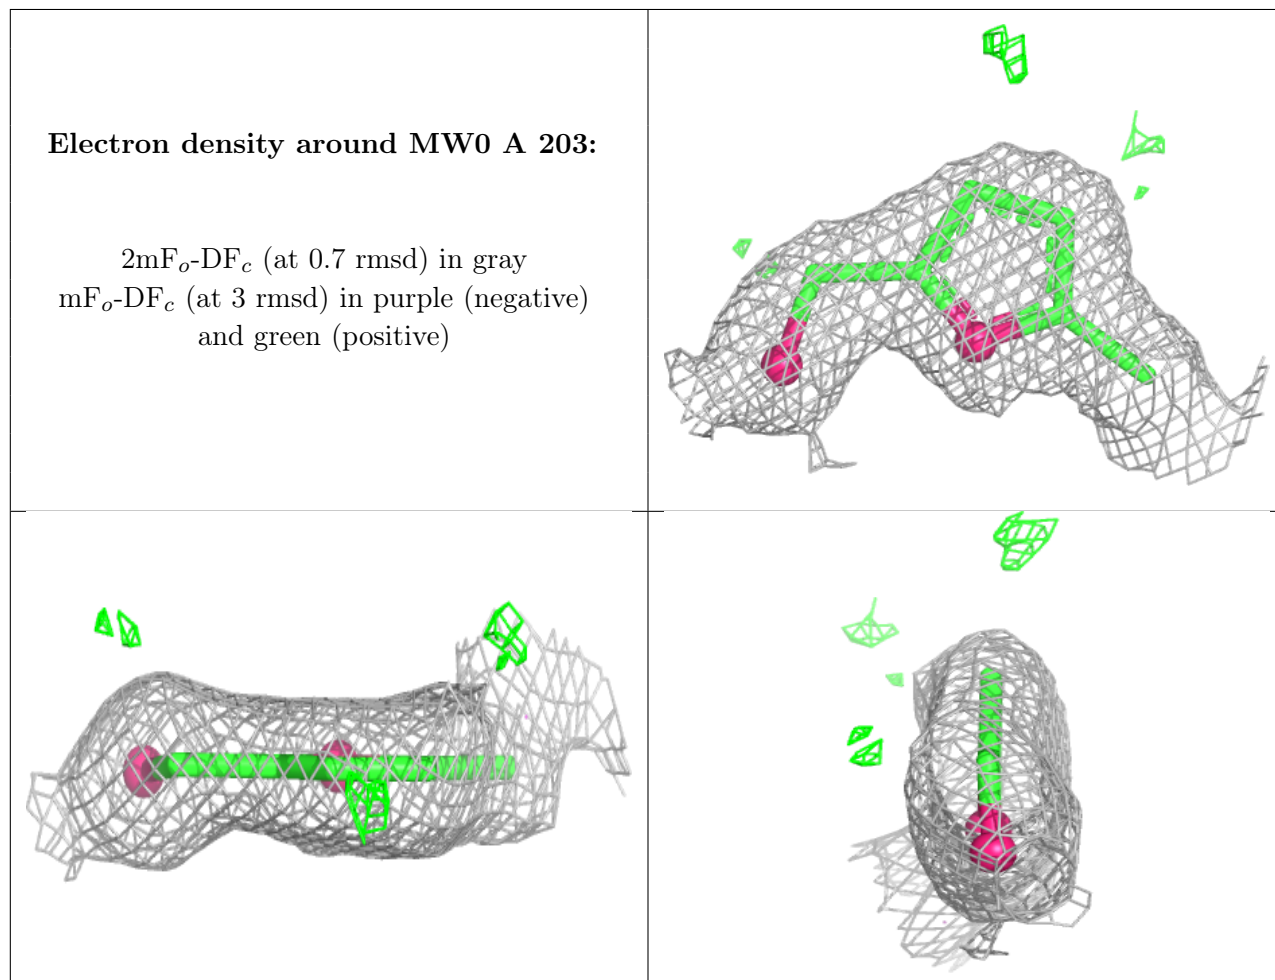 Electron density around MW0 A 203:
2mFo-DFc (at 0.7 rmsd) in gray
mFo-DFc (at 3 rmsd) in purple (negative)
and green (positive)